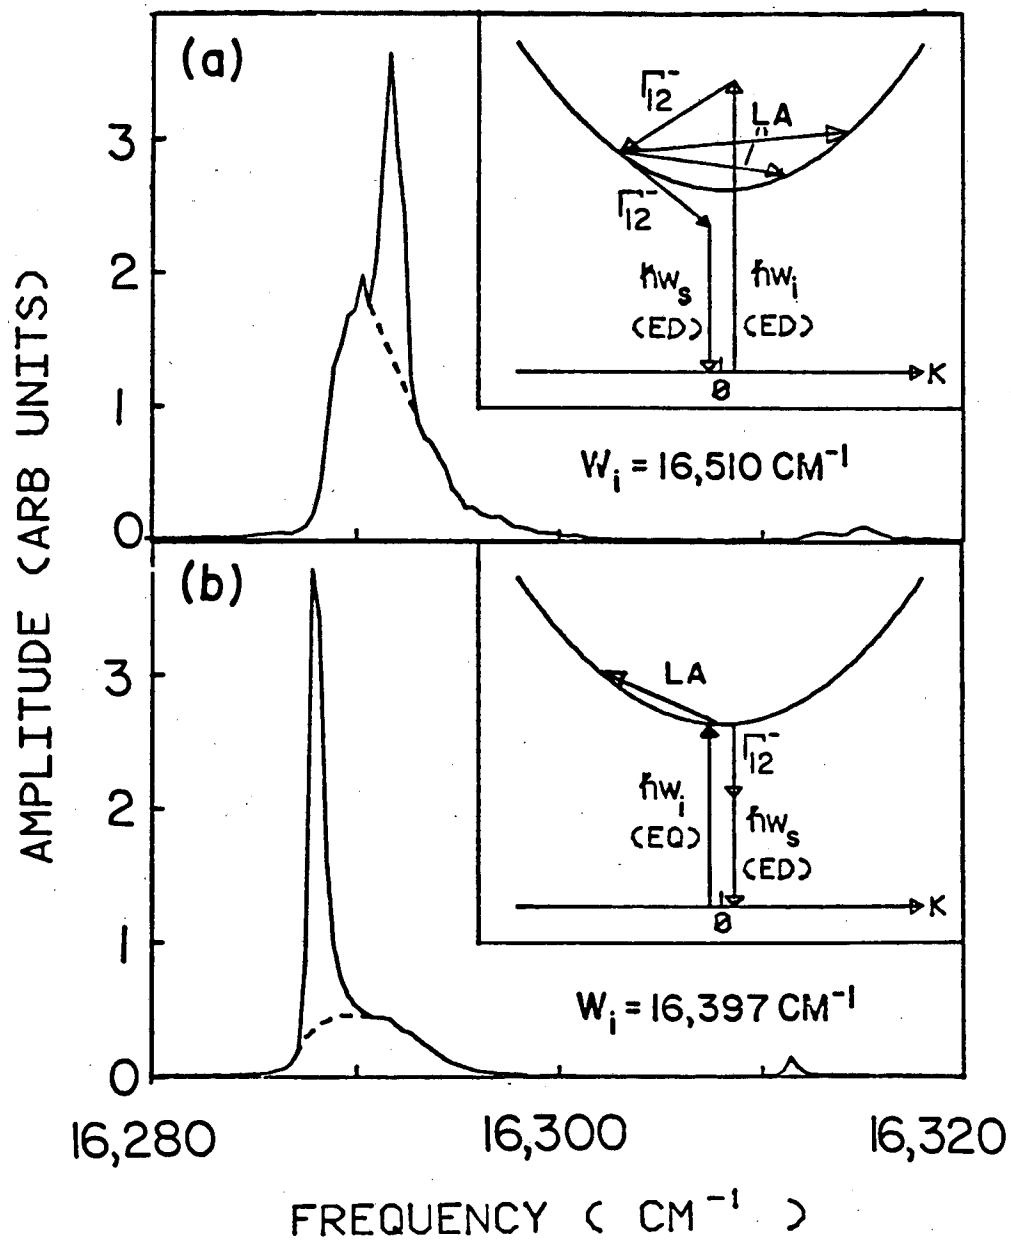 AMPLITUDE (ARB UNITS)
(a)
3
2
1
0
Γ12⁻
LA
Γ12⁻
ħws
(ED)
ħwi
(ED)
0
K
Wi = 16,510 CM⁻¹
(b)
3
2
1
0
LA
Γ12⁻
ħwi
(EQ)
ħws
(ED)
0
K
Wi = 16,397 CM⁻¹
16,280
16,300
16,320
FREQUENCY ( CM⁻¹ )